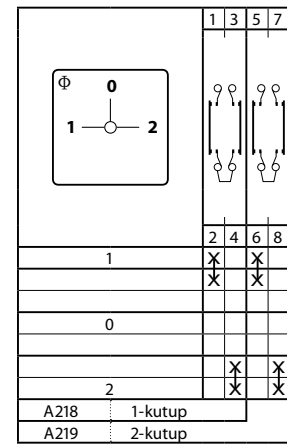 1 3 5 7
Φ 0
1 2
2 4 6 8
1 X X
X X
0
X X
2 X X
A218 1-kutup
A219 2-kutup